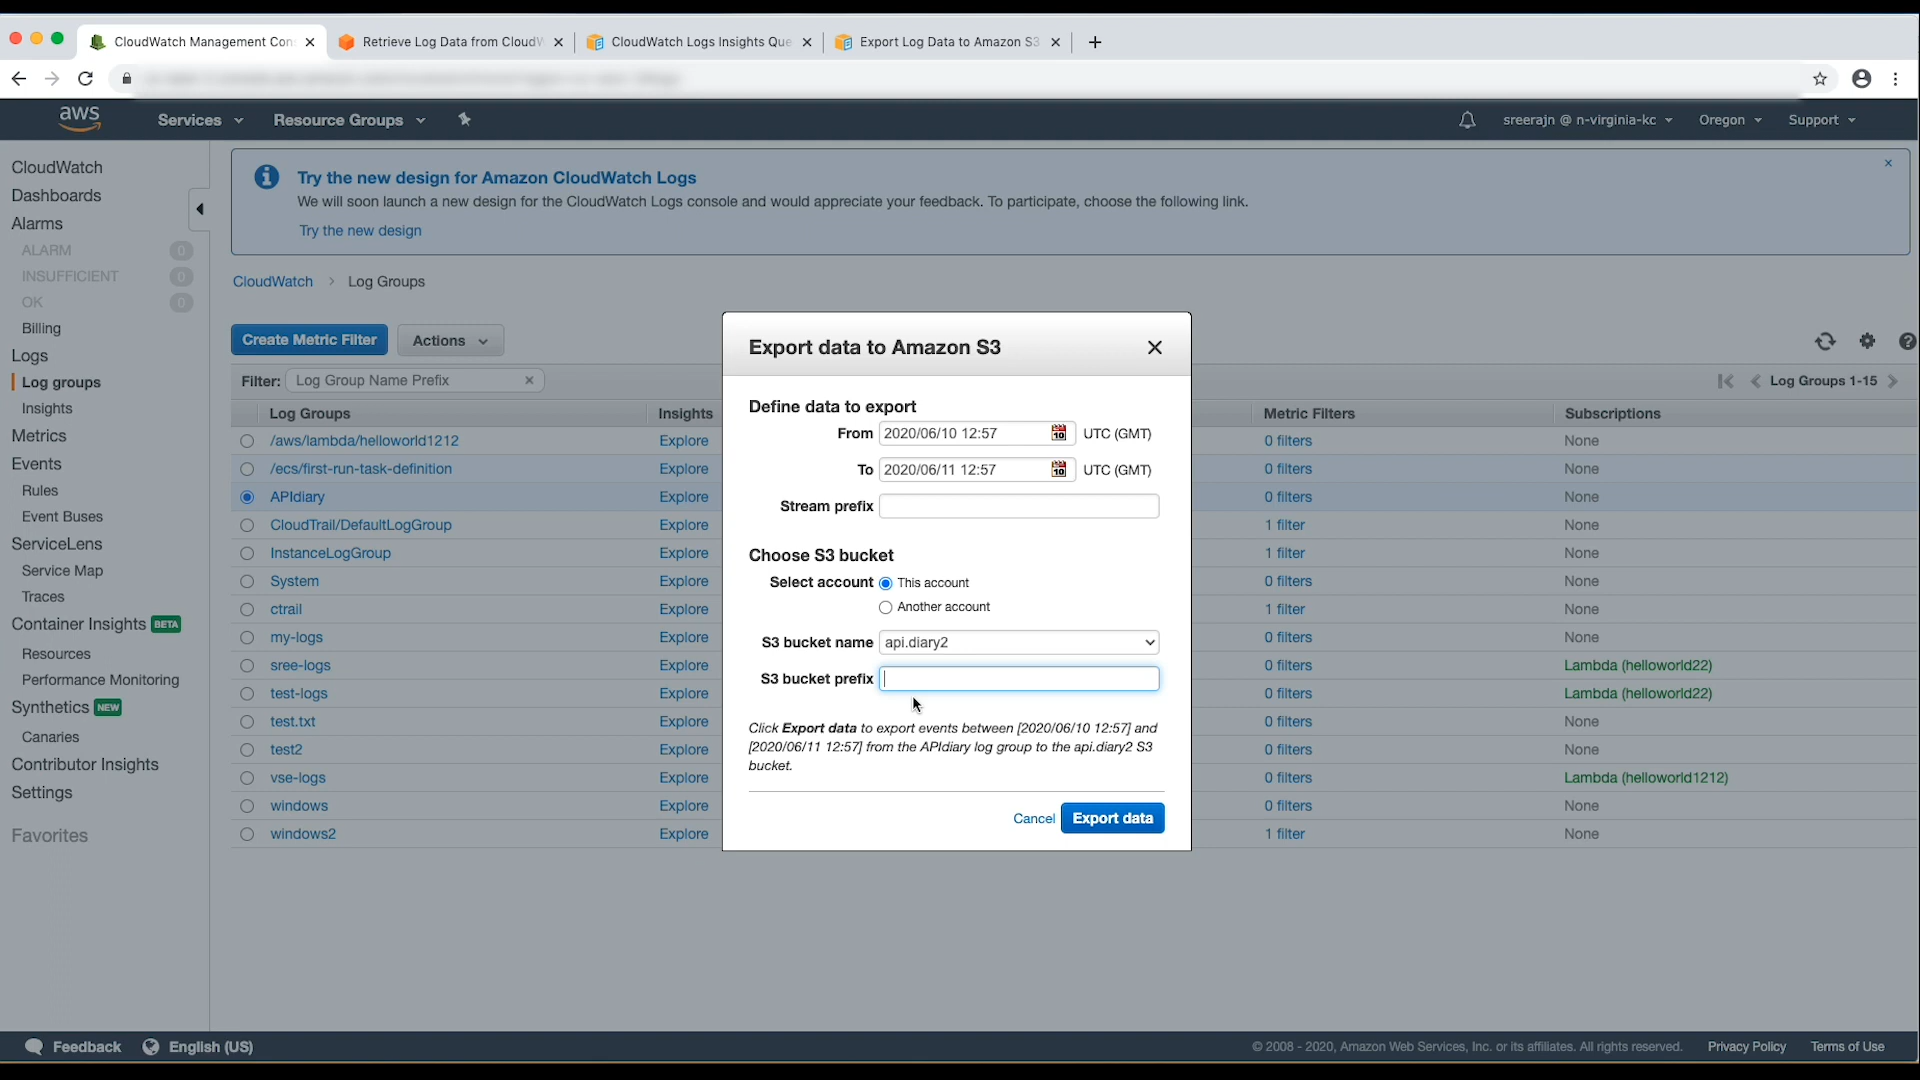 CloudWatch Management Con
Retrieve Log Data from CloudW
CloudWatch Logs Insights Que
Export Log Data to Amazon S3
aws
Services
Resource Groups
sreerajn @ n-virginia-kc
Oregon
Support
CloudWatch
Dashboards
Alarms
ALARM 0
INSUFFICIENT 0
OK 0
Billing
Logs
Log groups
Insights
Metrics
Events
Rules
Event Buses
ServiceLens
Service Map
Traces
Container Insights BETA
Resources
Performance Monitoring
Synthetics NEW
Canaries
Contributor Insights
Settings
Favorites
Try the new design for Amazon CloudWatch Logs
We will soon launch a new design for the CloudWatch Logs console and would appreciate your feedback. To participate, choose the following link.
Try the new design
CloudWatch > Log Groups
Create Metric Filter Actions
Filter: Log Group Name Prefix
Log Groups 1-15
Log Groups Insights Metric Filters Subscriptions
/aws/lambda/helloworld1212 Explore 0 filters None
/ecs/first-run-task-definition Explore 0 filters None
APIdiary Explore 0 filters None
CloudTrail/DefaultLogGroup Explore 1 filter None
InstanceLogGroup Explore 1 filter None
System Explore 0 filters None
ctrail Explore 1 filter None
my-logs Explore 0 filters None
sree-logs Explore 0 filters Lambda (helloworld22)
test-logs Explore 0 filters Lambda (helloworld22)
test.txt Explore 0 filters None
test2 Explore 0 filters None
vse-logs Explore 0 filters Lambda (helloworld1212)
windows Explore 0 filters None
windows2 Explore 1 filter None
Export data to Amazon S3
Define data to export
From 2020/06/10 12:57 10 UTC (GMT)
To 2020/06/11 12:57 10 UTC (GMT)
Stream prefix
Choose S3 bucket
Select account This account
Another account
S3 bucket name api.diary2
S3 bucket prefix
Click Export data to export events between [2020/06/10 12:57] and
[2020/06/11 12:57] from the APIdiary log group to the api.diary2 S3
bucket.
Cancel Export data
Feedback English (US)
© 2008 - 2020, Amazon Web Services, Inc. or its affiliates. All rights reserved. Privacy Policy Terms of Use